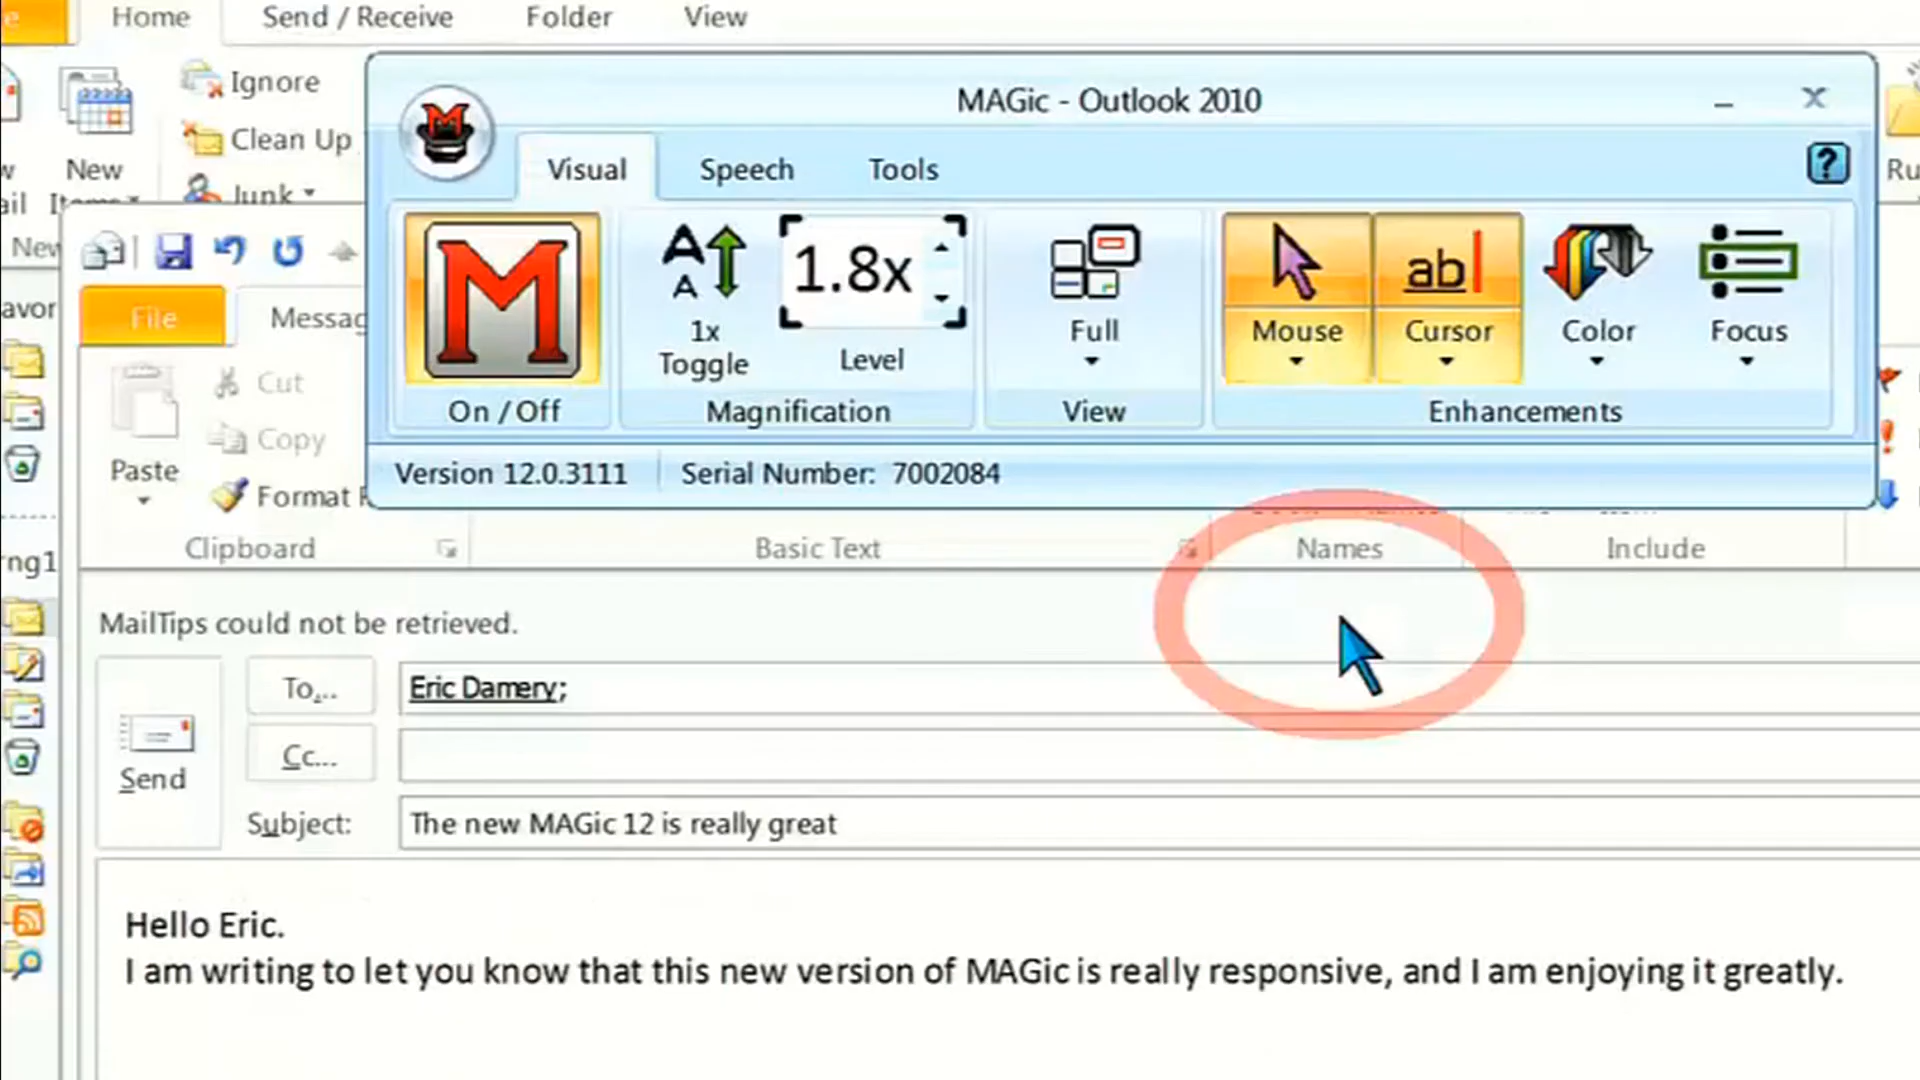 Home Send / Receive Folder View
Ignore
Clean Up
Junk
New
Items
New
MAGic - Outlook 2010
Visual Speech Tools
1.8x
1x
Toggle
Level
Full
Mouse
Cursor
Color
Focus
On / Off
Magnification
View
Enhancements
Version 12.0.3111
Serial Number: 7002084
File
Messag
Cut
Copy
Paste
Format
Clipboard
Basic Text
Names
Include
MailTips could not be retrieved.
Send
To...
Eric Damery;
Cc...
Subject:
The new MAGic 12 is really great
Hello Eric.
I am writing to let you know that this new version of MAGic is really responsive, and I am enjoying it greatly.